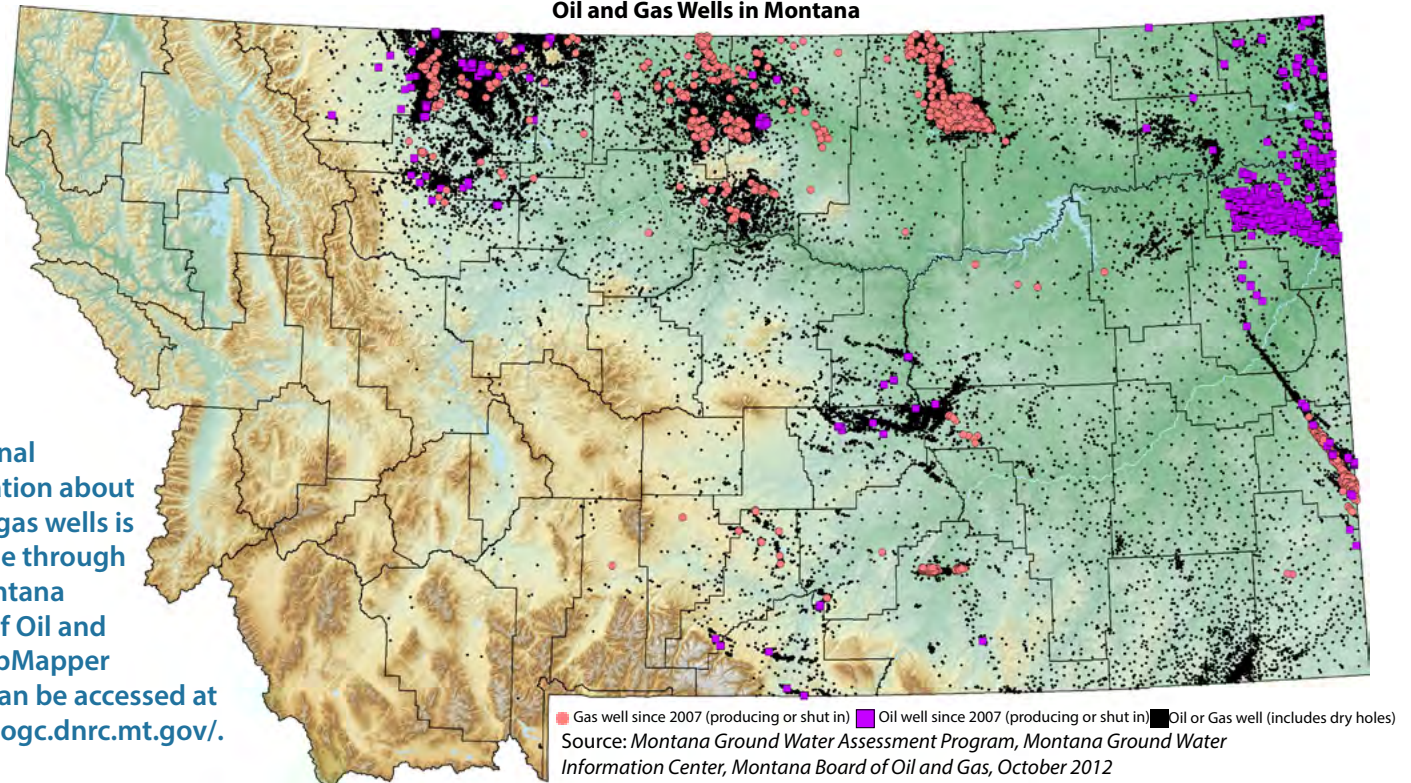 Oil and Gas Wells in Montana
nal
ation about
gas wells is
e through
ntana
f Oil and
bMapper
an be accessed at
ogc.dnrc.mt.gov/.
Gas well since 2007 (producing or shut in) Oil well since 2007 (producing or shut in) Oil or Gas well (includes dry holes)
Source: Montana Ground Water Assessment Program, Montana Ground Water
Information Center, Montana Board of Oil and Gas, October 2012